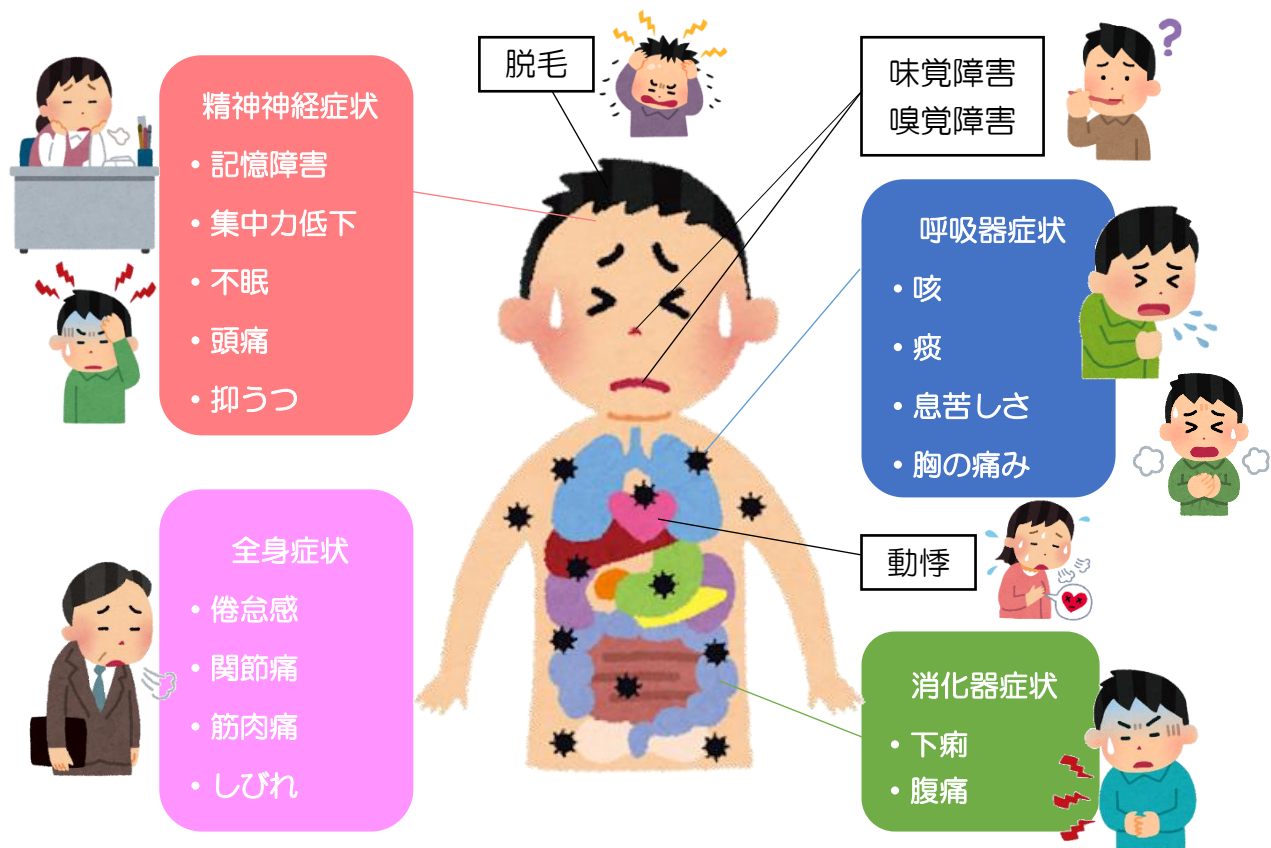 精神神経症状
・記憶障害
・集中力低下
・不眠
・頭痛
・抑うつ
脱毛
味覚障害
嗅覚障害
?
呼吸器症状
・咳
・痰
・息苦しさ
・胸の痛み
全身症状
・倦怠感
・関節痛
・筋肉痛
・しびれ
動悸
消化器症状
・下痢
・腹痛